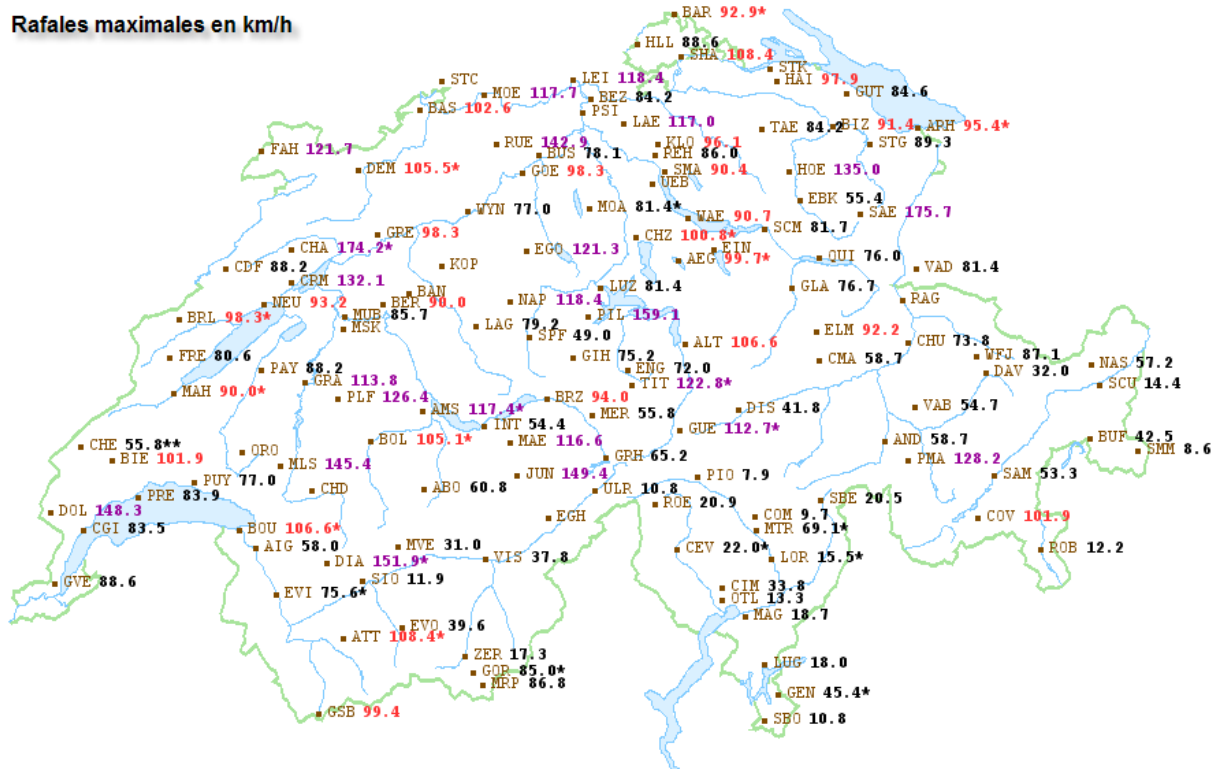 Rafales maximales en km/h
BAR 92.9*
HLL 88.6
SHA 108.4
STK
HAI 97.9
STC
LEI 118.4
MOE 117.7
BEZ 84.2
GUT 84.6
BAS 102.6
PSI
LAE 117.0
TAE 84.2
BIZ 91.4
ARH 95.4*
FAH 121.7
RUE 142.9
BUS 78.1
KLO 96.1
REH 86.0
STG 89.3
DEM 105.5*
GOE 98.3
SMA 90.4
HOE 135.0
UEB
EBK 55.4
WYN 77.0
MOA 81.4*
WAE 90.7
SAE 175.7
GRE 98.3
CHZ 100.8*
SCM 81.7
CHA 174.2*
EGO 121.3
EIN
AEG 99.7*
QUI 76.0
CDF 88.2
KOP
VAD 81.4
CRM 132.1
BAN
LUZ 81.4
GLA 76.7
NEU 93.2
BER 90.0
NAP 118.4
RAG
BRL 98.3*
MUB 85.7
PIL 159.1
MSK
LAG 79.2
SPF 49.0
ALT 106.6
ELM 92.2
CHU 73.8
FRE 80.6
GIH 75.2
CMA 58.7
WFJ 87.1
PAY 88.2
ENG 72.0
DAV 32.0
NAS 57.2
GRA 113.8
TIT 122.8*
SCU 14.4
MAH 90.0*
PLF 126.4
BRZ 94.0
AMS 117.4*
MER 55.8
DIS 41.8
VAB 54.7
INT 54.4
GUE 112.7*
CHE 55.8**
BOL 105.1*
MAE 116.6
AND 58.7
BUF 42.5
ORO
SMM 8.6
BIE 101.9
MLS 145.4
GRH 65.2
PMA 128.2
PUY 77.0
JUN 149.4
PIO 7.9
SAM 53.3
PRE 83.9
CHD
ABO 60.8
ULR 10.8
ROE 20.9
SBE 20.5
DOL 148.3
EGH
COM 9.7
COV 101.9
CGI 83.5
BOU 106.6*
MTR 69.1*
AIG 58.0
MVE 31.0
VIS 37.8
CEV 22.0*
LOR 15.5*
ROB 12.2
DIA 151.9*
GVE 88.6
SIO 11.9
EVI 75.6*
CIM 33.8
OTL 13.3
MAG 18.7
EVO 39.6
ATT 108.4*
ZER 17.3
LUG 18.0
GOR 85.0*
MRP 86.8
GEN 45.4*
GSB 99.4
SBO 10.8